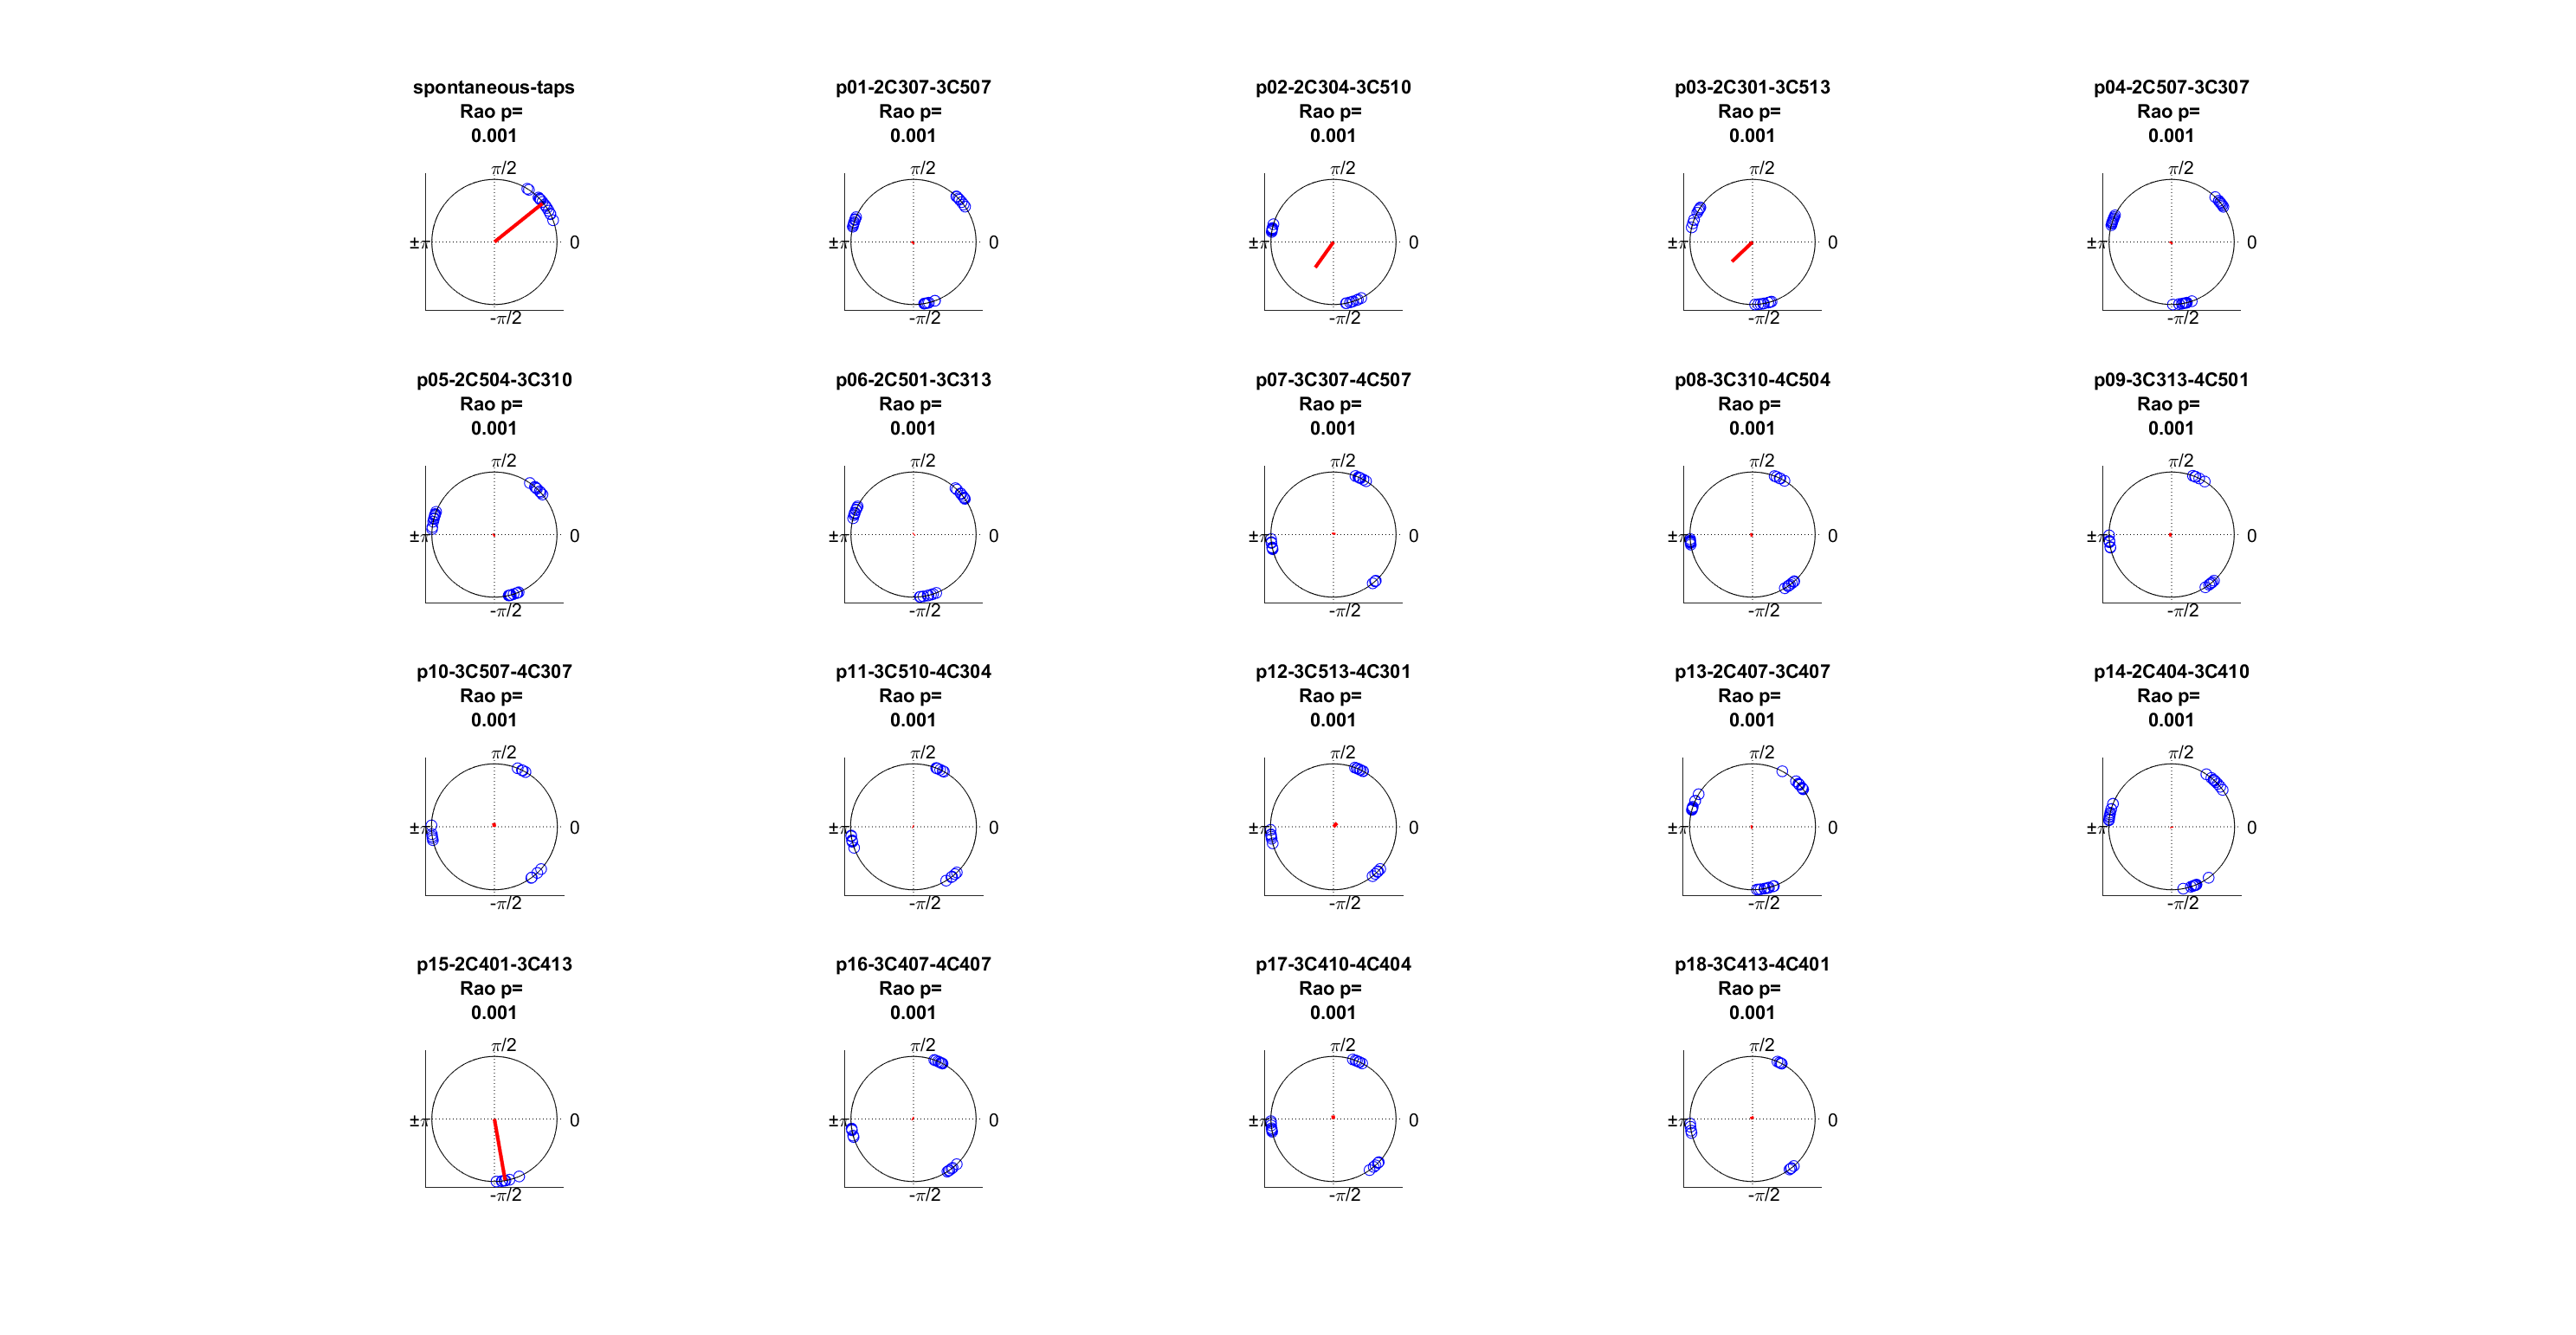 spontaneous-taps
Rao p=
0.001
π/2
±π
0
-π/2
p01-2C307-3C507
Rao p=
0.001
π/2
±π
0
-π/2
p02-2C304-3C510
Rao p=
0.001
π/2
±π
0
-π/2
p03-2C301-3C513
Rao p=
0.001
π/2
±π
0
-π/2
p04-2C507-3C307
Rao p=
0.001
π/2
±π
0
-π/2
p05-2C504-3C310
Rao p=
0.001
π/2
±π
0
-π/2
p06-2C501-3C313
Rao p=
0.001
π/2
±π
0
-π/2
p07-3C307-4C507
Rao p=
0.001
π/2
±π
0
-π/2
p08-3C310-4C504
Rao p=
0.001
π/2
±π
0
-π/2
p09-3C313-4C501
Rao p=
0.001
π/2
±π
0
-π/2
p10-3C507-4C307
Rao p=
0.001
π/2
±π
0
-π/2
p11-3C510-4C304
Rao p=
0.001
π/2
±π
0
-π/2
p12-3C513-4C301
Rao p=
0.001
π/2
±π
0
-π/2
p13-2C407-3C407
Rao p=
0.001
π/2
±π
0
-π/2
p14-2C404-3C410
Rao p=
0.001
π/2
±π
0
-π/2
p15-2C401-3C413
Rao p=
0.001
π/2
±π
0
-π/2
p16-3C407-4C407
Rao p=
0.001
π/2
±π
0
-π/2
p17-3C410-4C404
Rao p=
0.001
π/2
±π
0
-π/2
p18-3C413-4C401
Rao p=
0.001
π/2
±π
0
-π/2